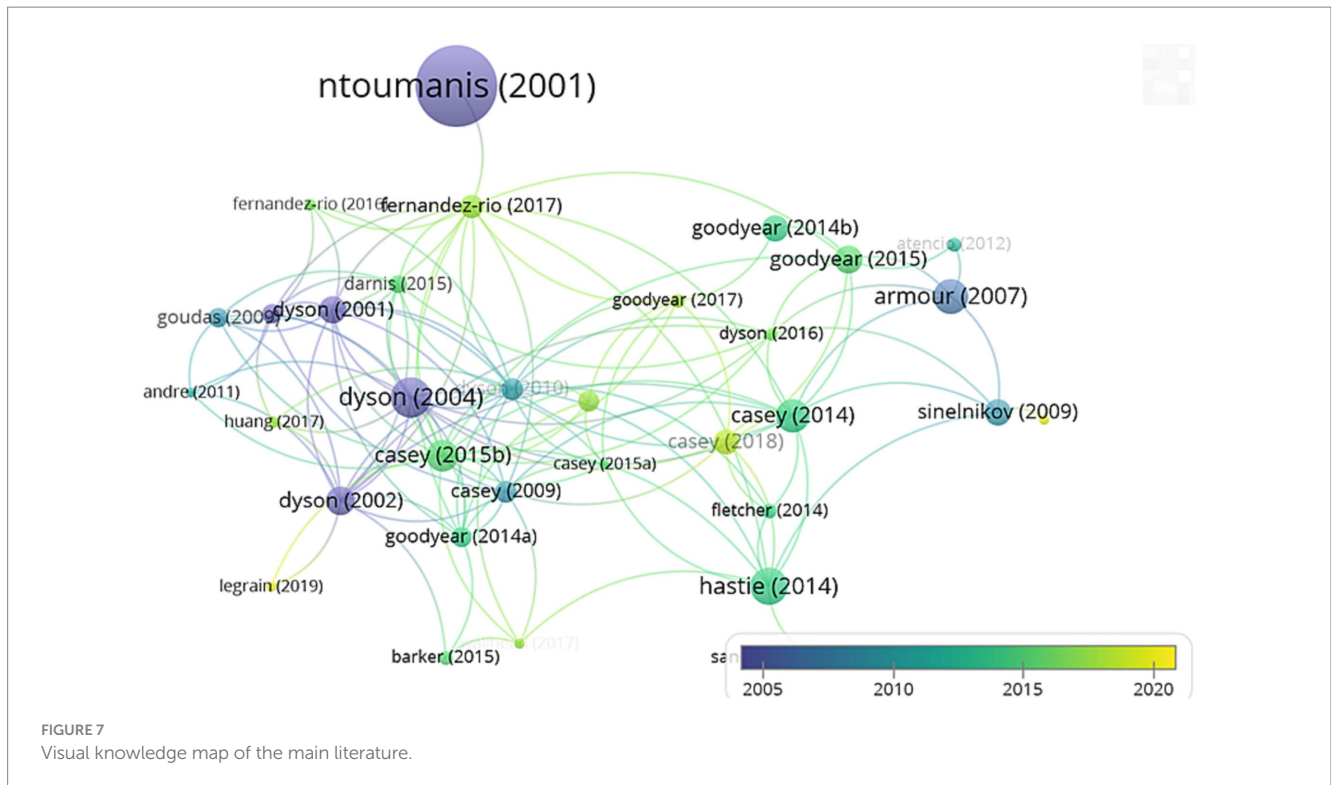 ntoumanis (2001)
fernandez-rio (2016
fernandez-rio (2017)
goodyear (2014b)
atencio (2012)
goodyear (2015)
darnis (2015)
armour (2007)
goodyear (2017)
dyson (2001)
goudas (2009)
dyson (2016)
andre (2011)
dyson (2010)
dyson (2004)
casey (2014)
sinelnikov (2009)
huang (2017)
casey (2018)
casey (2015b)
casey (2015a)
casey (2009)
dyson (2002)
fletcher (2014)
goodyear (2014a)
legrain (2019)
hastie (2014)
(2017)
barker (2015)
2005 2010 2015 2020
FIGURE 7
Visual knowledge map of the main literature.